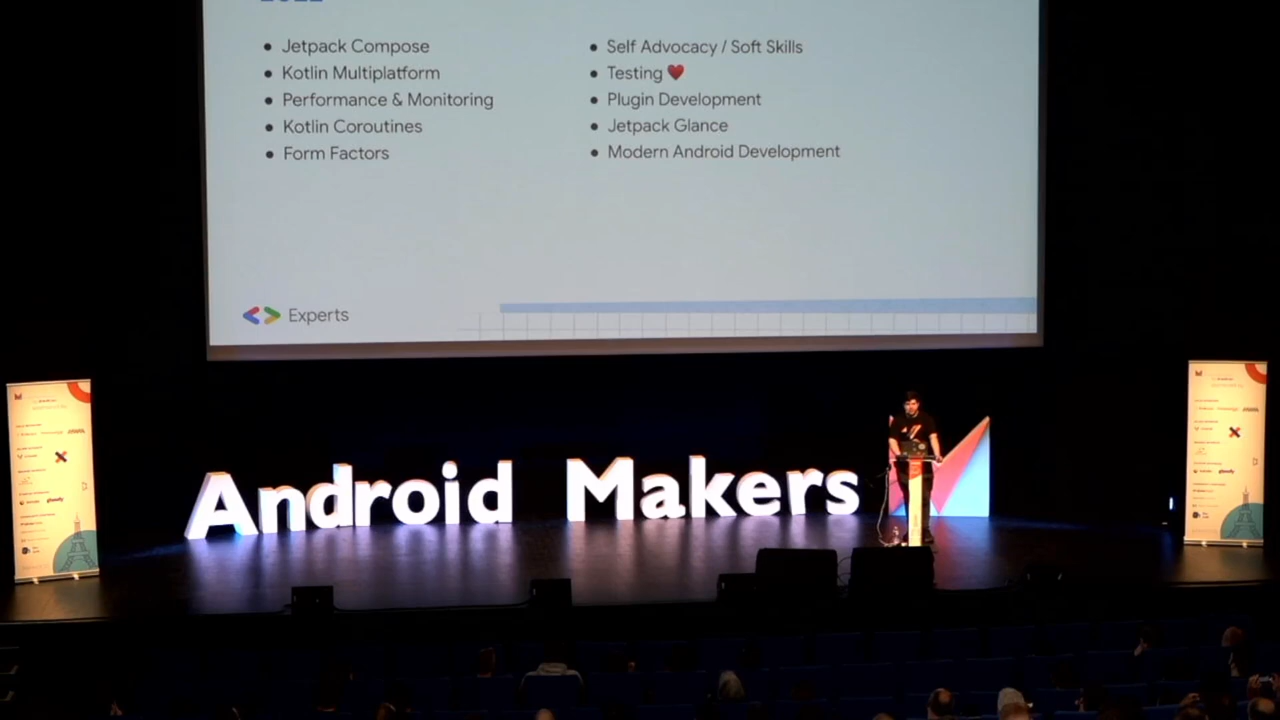 Jetpack Compose
Kotlin Multiplatform
Performance & Monitoring
Kotlin Coroutines
Form Factors
Self Advocacy / Soft Skills
Testing ❤️
Plugin Development
Jetpack Glance
Modern Android Development
Experts
Android Makers